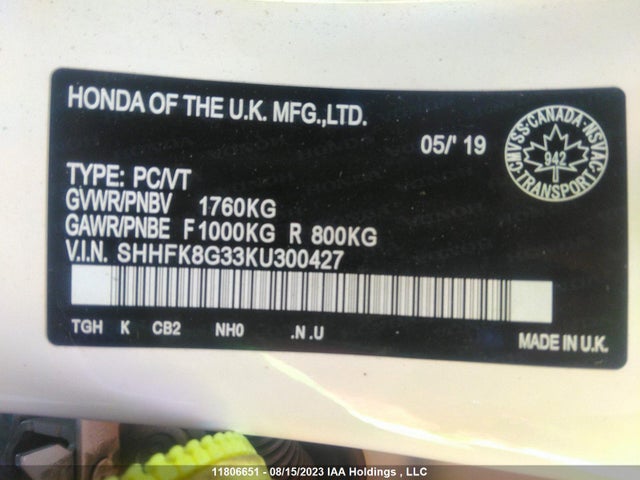 HONDA OF THE U.K. MFG.,LTD.
05/' 19
CMVSS·CANADA·NSVAC
942
TRANSPORT
TYPE: PC/VT
GVWR/PNBV 1760KG
GAWR/PNBE F 1000KG R 800KG
V.I.N. SHHFK8G33KU300427
TGH K CB2 NH0 .N .U
MADE IN U.K.
11806651 - 08/15/2023 IAA Holdings , LLC